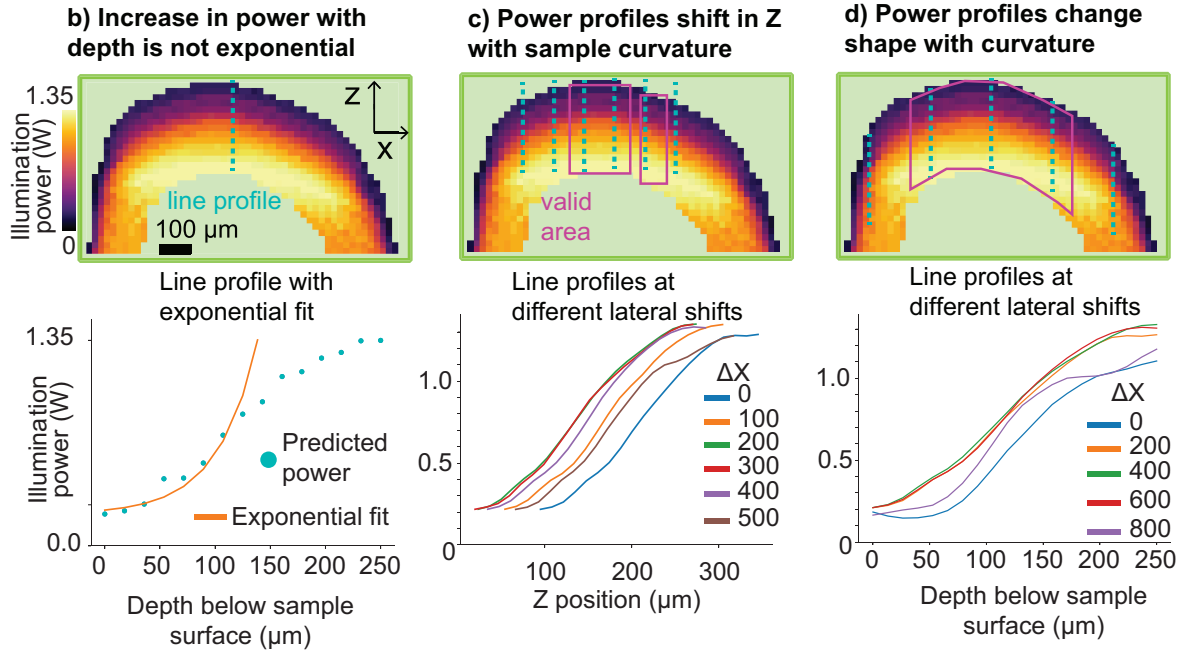 b) Increase in power with
depth is not exponential
1.35
Illumination
power (W)
0
Z
X
line profile
100 µm
Line profile with
exponential fit
1.35
Illumination
power (W)
0.0
Predicted
power
Exponential fit
0
50
100
150
200
250
Depth below sample
surface (µm)
c) Power profiles shift in Z
with sample curvature
valid
area
Line profiles at
different lateral shifts
1.0
0.5
0
ΔX
0
100
200
300
400
500
100
200
300
Z position (µm)
d) Power profiles change
shape with curvature
Line profiles at
different lateral shifts
1.0
0.5
0
ΔX
0
200
400
600
800
0
50
100
150
200
250
Depth below sample
surface (µm)